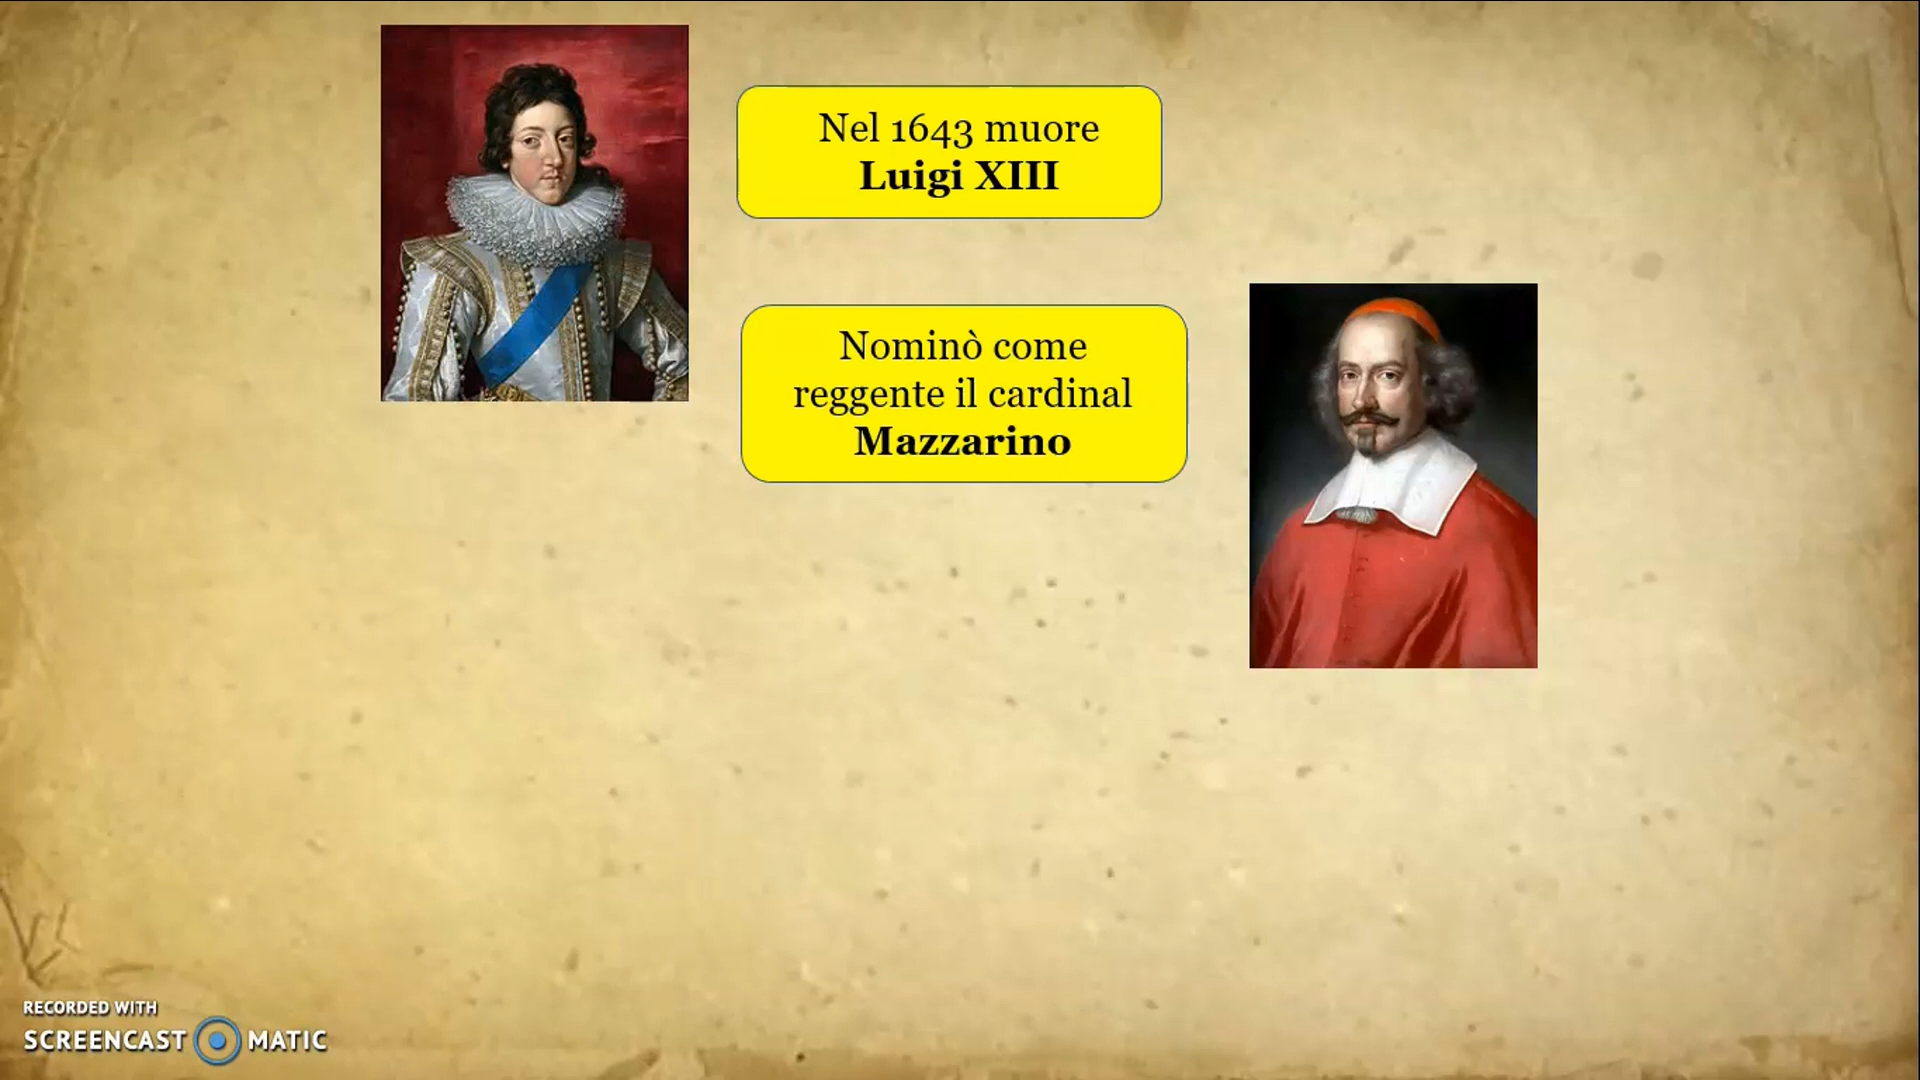 Nel 1643 muore
Luigi XIII
Nominò come
reggente il cardinal
Mazzarino
RECORDED WITH
SCREENCAST MATIC